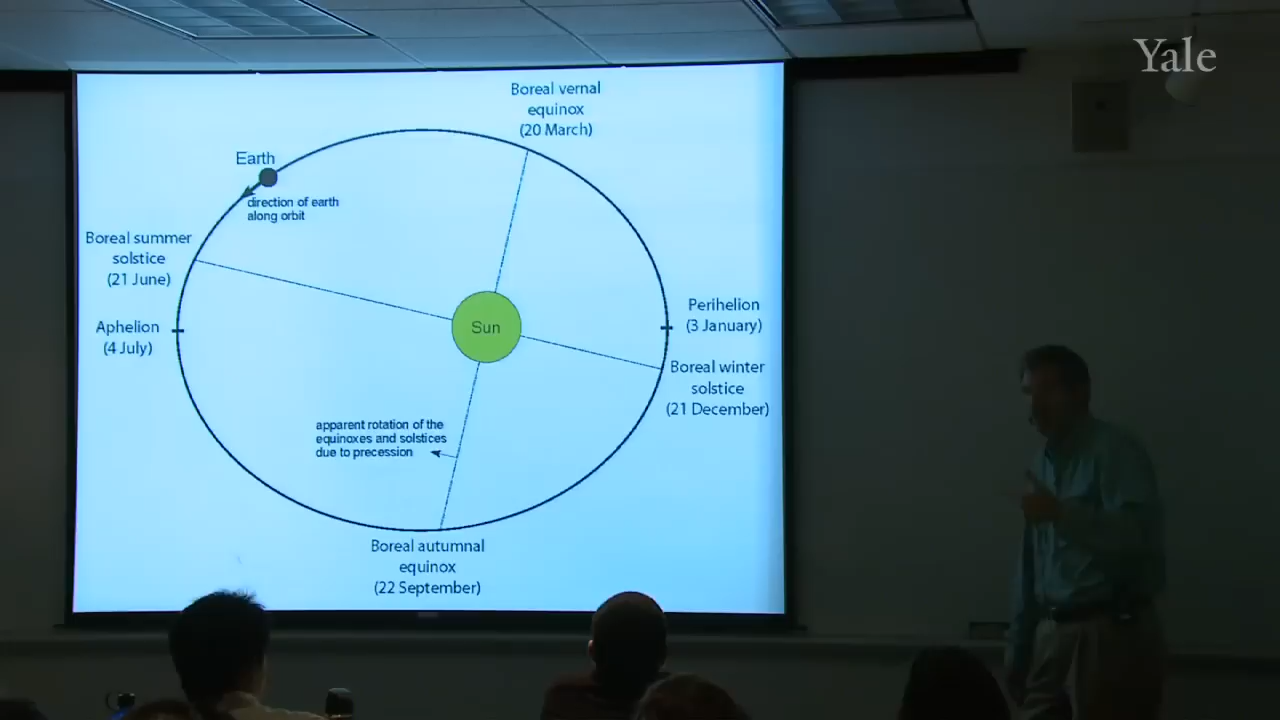 Yale
Boreal vernal
equinox
(20 March)
Earth
direction of earth
along orbit
Boreal summer
solstice
(21 June)
Perihelion
(3 January)
Sun
Aphelion
(4 July)
Boreal winter
solstice
(21 December)
apparent rotation of the
equinoxes and solstices
due to precession
Boreal autumnal
equinox
(22 September)